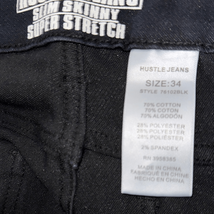 SLIM SKINNY
SUPER STRETCH
HUSTLE JEANS
SIZE:34
STYLE
70% COTTON
70% COTON
70% ALGODON
28% POLYESTER
28% POLYESTER
28% POLIESTER
2% SPANDEX
MADE IN CHINA
FABRIQUE EN CHINE
HECHO EN CHINA